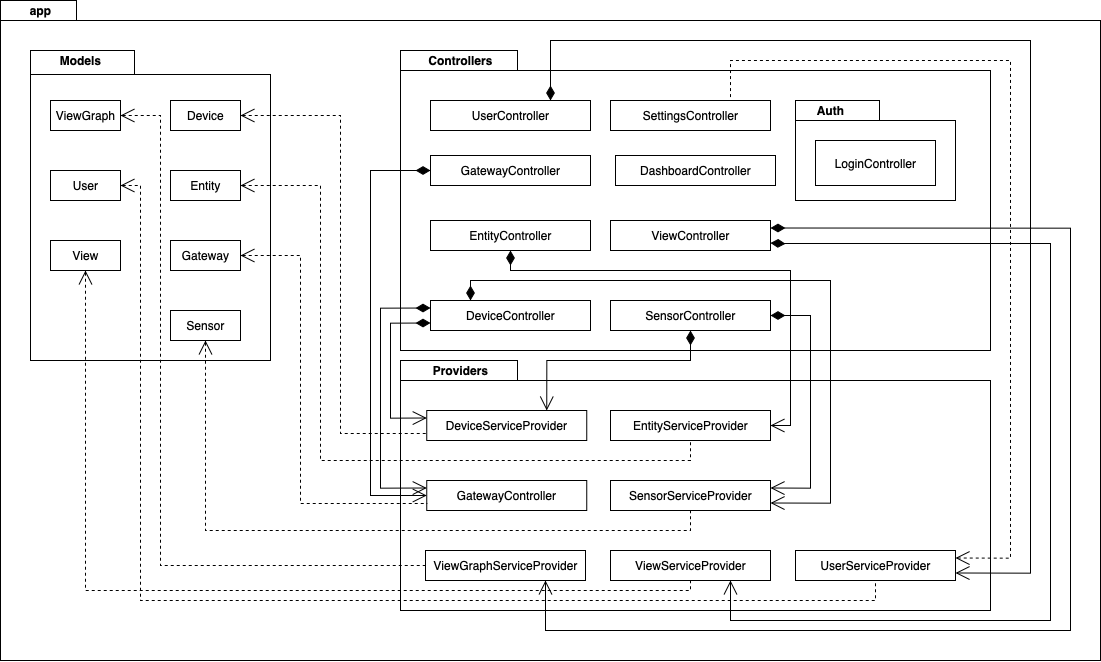 app
Models
ViewGraph
Device
User
Entity
View
Gateway
Sensor
Controllers
UserController
SettingsController
Auth
LoginController
GatewayController
DashboardController
EntityController
ViewController
DeviceController
SensorController
Providers
DeviceServiceProvider
EntityServiceProvider
GatewayController
SensorServiceProvider
ViewGraphServiceProvider
ViewServiceProvider
UserServiceProvider